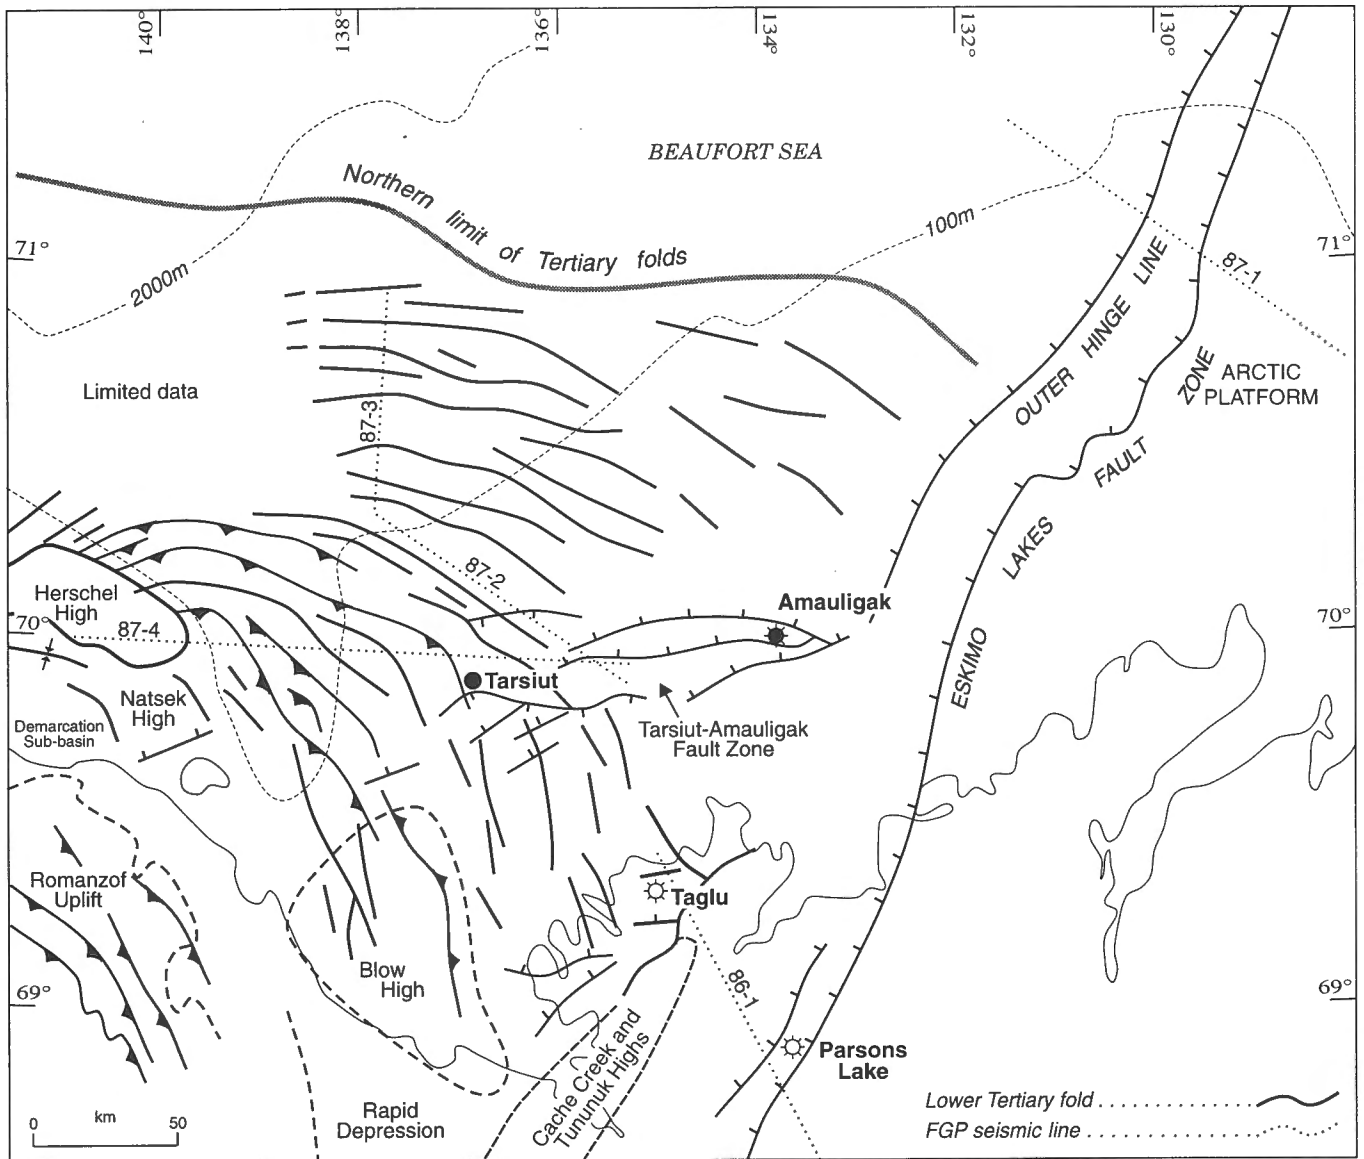 140°
138°
136°
134°
132°
130°
BEAUFORT SEA
Northern limit of Tertiary folds
71°
71°
2000m
100m
87-1
OUTER HINGE LINE
Limited data
87-3
ARCTIC
PLATFORM
ESKIMO LAKES FAULT ZONE
87-2
Herschel
High
Amauligak
70°
70°
87-4
Tarsiut
Natsek
High
Demarcation
Sub-basin
Tarsiut-Amauligak
Fault Zone
Romanzof
Uplift
Taglu
Blow
High
86-1
69°
69°
Cache Creek and
Tununuk Highs
Parsons
Lake
Rapid
Depression
0 km 50
Lower Tertiary fold
FGP seismic line